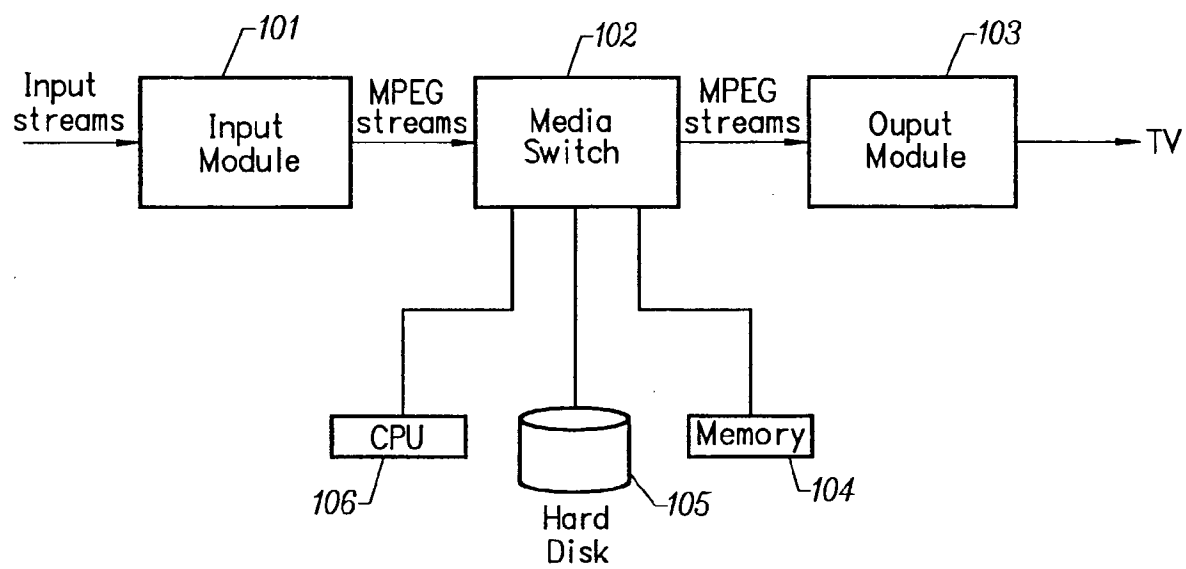 101
102
103
Input
streams
Input
Module
MPEG
streams
Media
Switch
MPEG
streams
Ouput
Module
TV
CPU
Memory
106
105
104
Hard
Disk